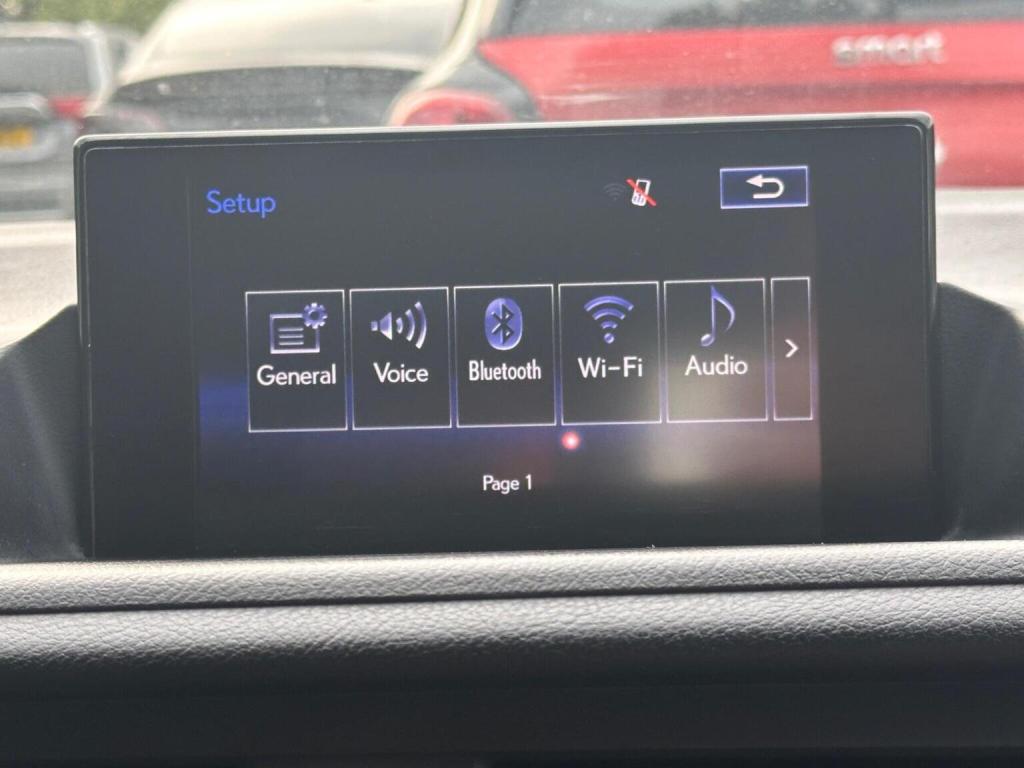 smart
Setup
General
Voice
Bluetooth
Wi-Fi
Audio
Page 1